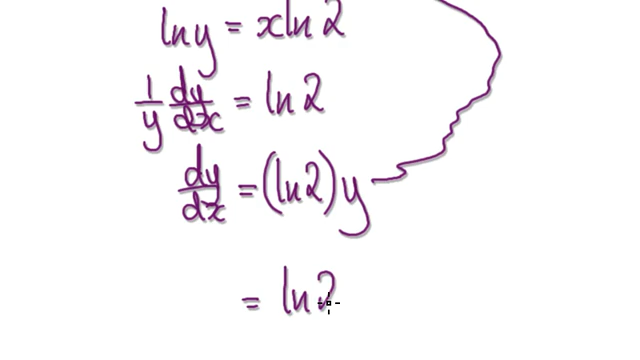 ln y = x ln 2
1/y dy/dx = ln 2
dy/dx = (ln 2) y
= ln 2